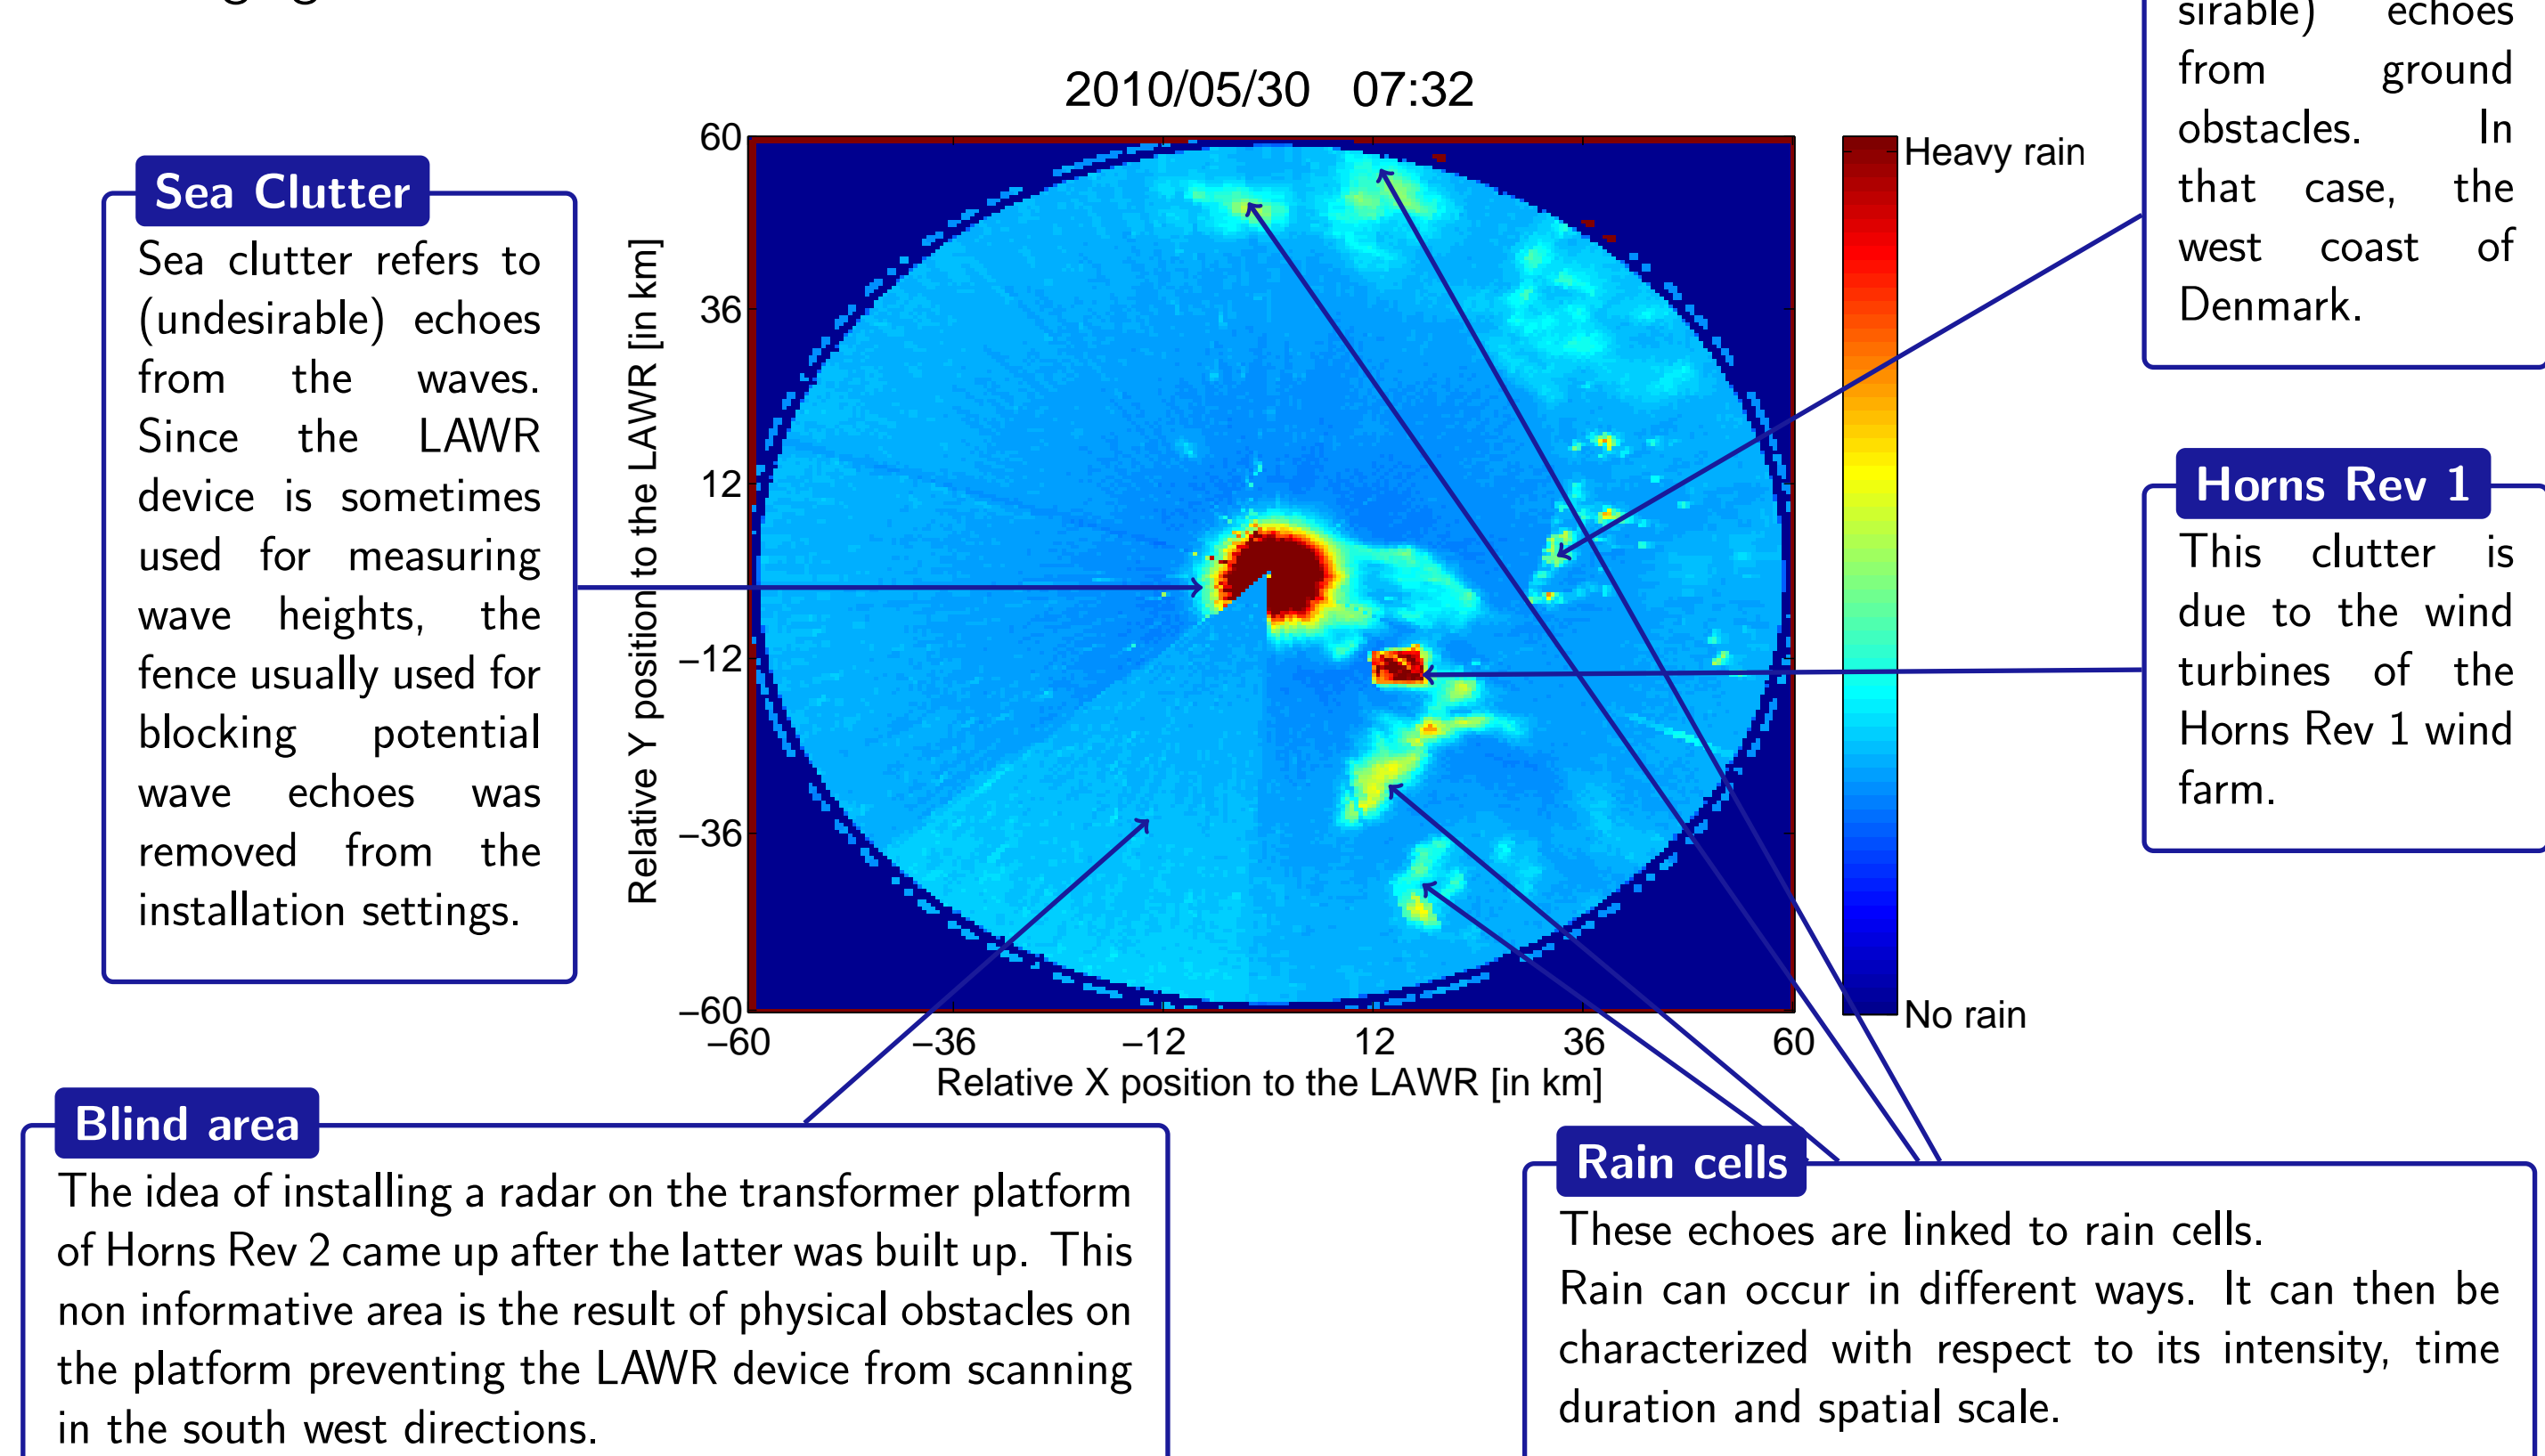 2010/05/30 07:32
Sea Clutter
Sea clutter refers to
(undesirable) echoes
from the waves.
Since the LAWR
device is sometimes
used for measuring
wave heights, the
fence usually used for
blocking potential
wave echoes was
removed from the
installation settings.
Relative Y position to the LAWR [in km]
60
36
12
−12
−36
−60
−60 −36 −12 12 36 60
Relative X position to the LAWR [in km]
Heavy rain
No rain
sirable) echoes
from ground
obstacles. In
that case, the
west coast of
Denmark.
Horns Rev 1
This clutter is
due to the wind
turbines of the
Horns Rev 1 wind
farm.
Blind area
The idea of installing a radar on the transformer platform
of Horns Rev 2 came up after the latter was built up. This
non informative area is the result of physical obstacles on
the platform preventing the LAWR device from scanning
in the south west directions.
Rain cells
These echoes are linked to rain cells.
Rain can occur in different ways. It can then be
characterized with respect to its intensity, time
duration and spatial scale.